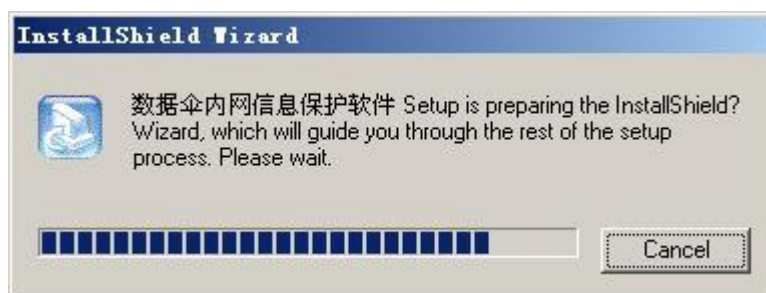 InstallShield Wizard
数据伞内网信息保护软件 Setup is preparing the InstallShield?
Wizard, which will guide you through the rest of the setup
process. Please wait.
Cancel